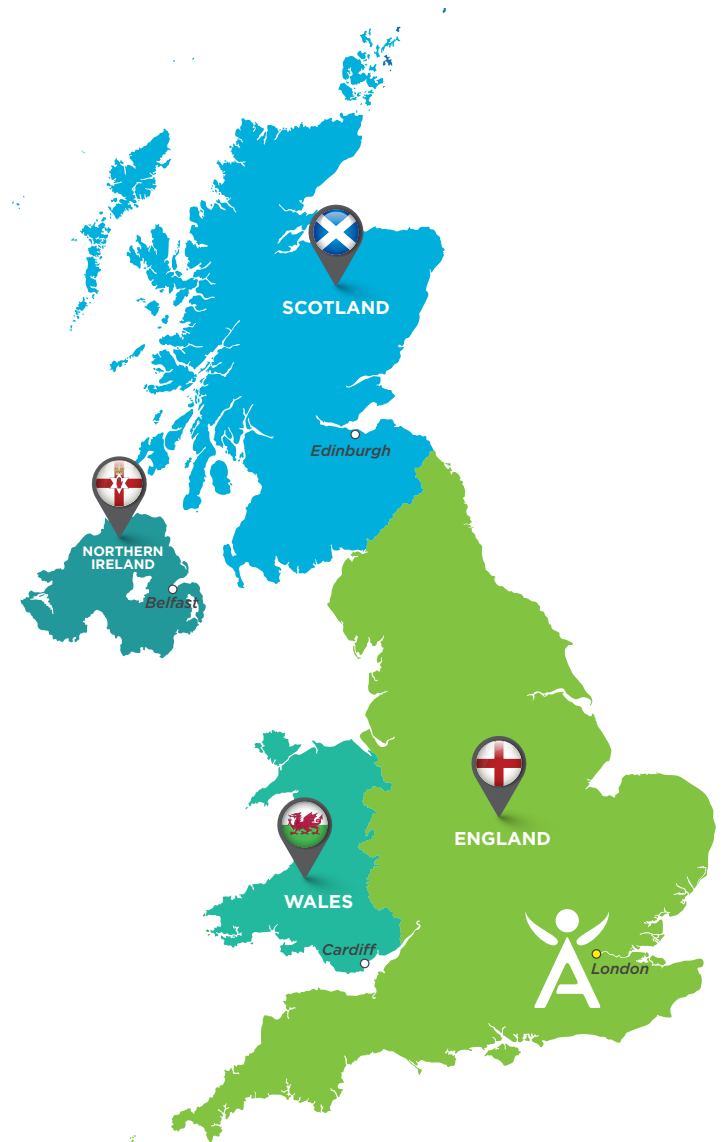 SCOTLAND
Edinburgh
NORTHERN
IRELAND
Belfast
ENGLAND
WALES
Cardiff
London